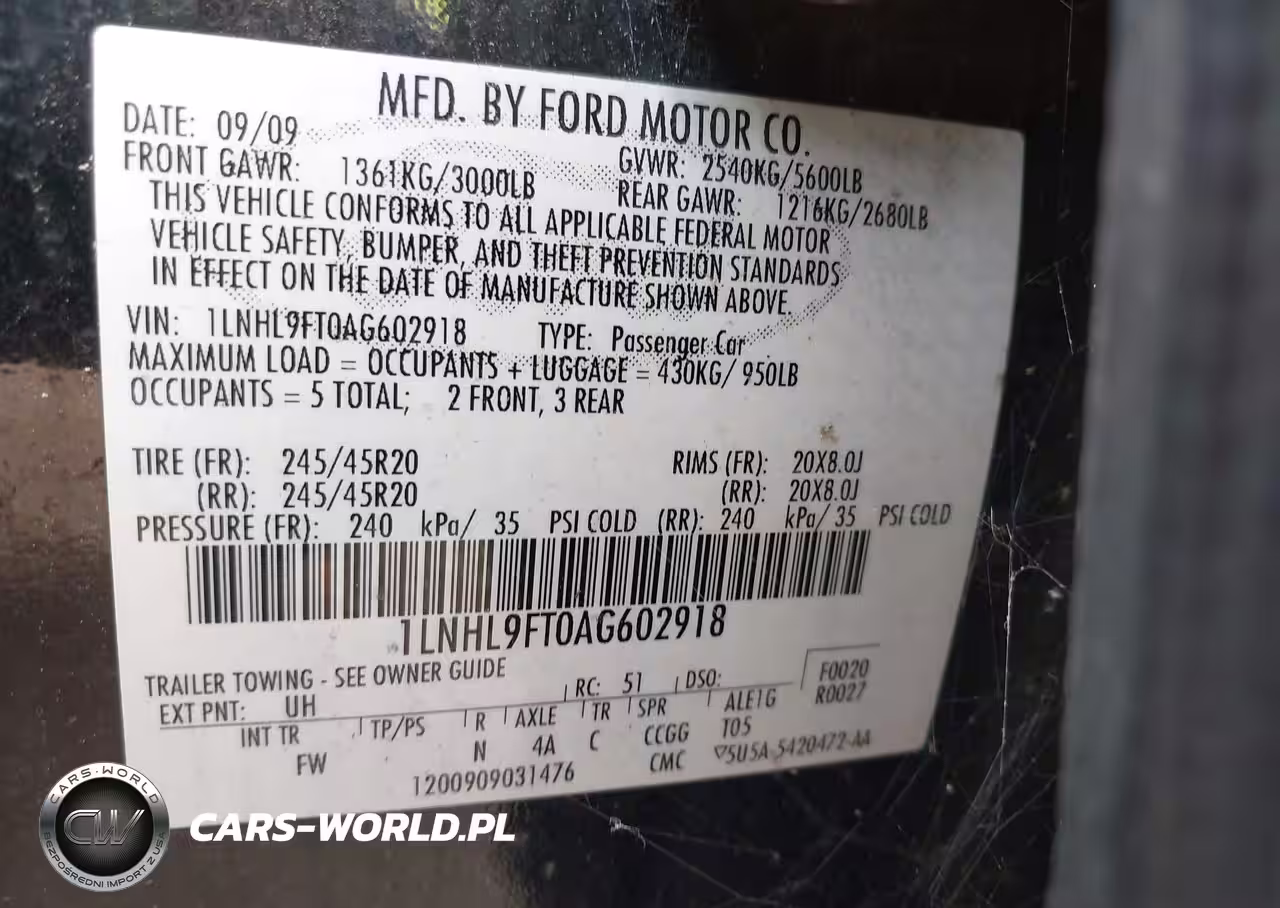 MFD. BY FORD MOTOR CO.
DATE: 09/09 GVWR: 2540KG/5600LB
FRONT GAWR: 1361KG/3000LB REAR GAWR: 1216KG/2680LB
THIS VEHICLE CONFORMS TO ALL APPLICABLE FEDERAL MOTOR
VEHICLE SAFETY, BUMPER, AND THEFT PREVENTION STANDARDS
IN EFFECT ON THE DATE OF MANUFACTURE SHOWN ABOVE.
VIN: 1LNHL9FT0AG602918 TYPE: Passenger Car
MAXIMUM LOAD = OCCUPANTS + LUGGAGE = 430KG/ 950LB
OCCUPANTS = 5 TOTAL; 2 FRONT, 3 REAR
TIRE (FR): 245/45R20 RIMS (FR): 20X8.0J
(RR): 245/45R20 (RR): 20X8.0J
PRESSURE (FR): 240 kPa/ 35 PSI COLD (RR): 240 kPa/ 35 PSI COLD
1LNHL9FT0AG602918
TRAILER TOWING - SEE OWNER GUIDE F0020
EXT PNT: UH RC: 51 DSO: R0027
INT TR TP/PS R AXLE TR SPR ALE1G
FW N 4A C CCGG T05
1200909031476 CMC 5U5A-5420472-AA
CARS-WORLD
CW
BEZPOŚREDNI IMPORT Z USA
CARS-WORLD.PL